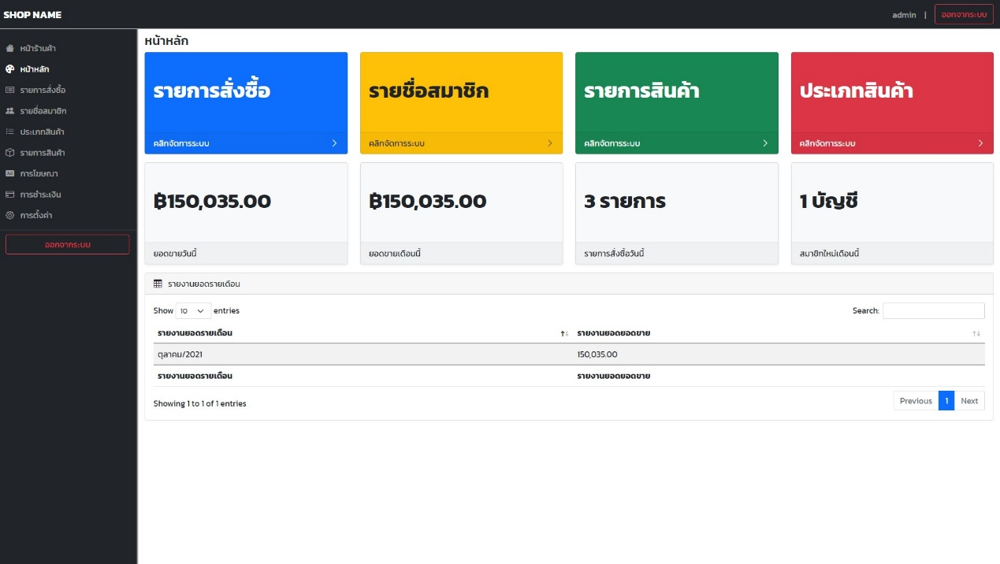 SHOP NAME
admin | ออกจากระบบ
หน้าร้านค้า
หน้าหลัก
รายการสั่งซื้อ
รายชื่อสมาชิก
ประเภทสินค้า
รายการสินค้า
Ad การโฆษณา
การชำระเงิน
การตั้งค่า
ออกจากระบบ
หน้าหลัก
รายการสั่งซื้อ
คลิกจัดการระบบ
รายชื่อสมาชิก
คลิกจัดการระบบ
รายการสินค้า
คลิกจัดการระบบ
ประเภทสินค้า
คลิกจัดการระบบ
฿150,035.00
ยอดขายวันนี้
฿150,035.00
ยอดขายเดือนนี้
3 รายการ
รายการสั่งซื้อวันนี้
1 บัญชี
สมาชิกใหม่เดือนนี้
รายงานยอดรายเดือน
Show 10 entries
Search:
รายงานยอดรายเดือน รายงานยอดยอดขาย
ตุลาคม/2021 150,035.00
รายงานยอดรายเดือน รายงานยอดยอดขาย
Showing 1 to 1 of 1 entries
Previous 1 Next